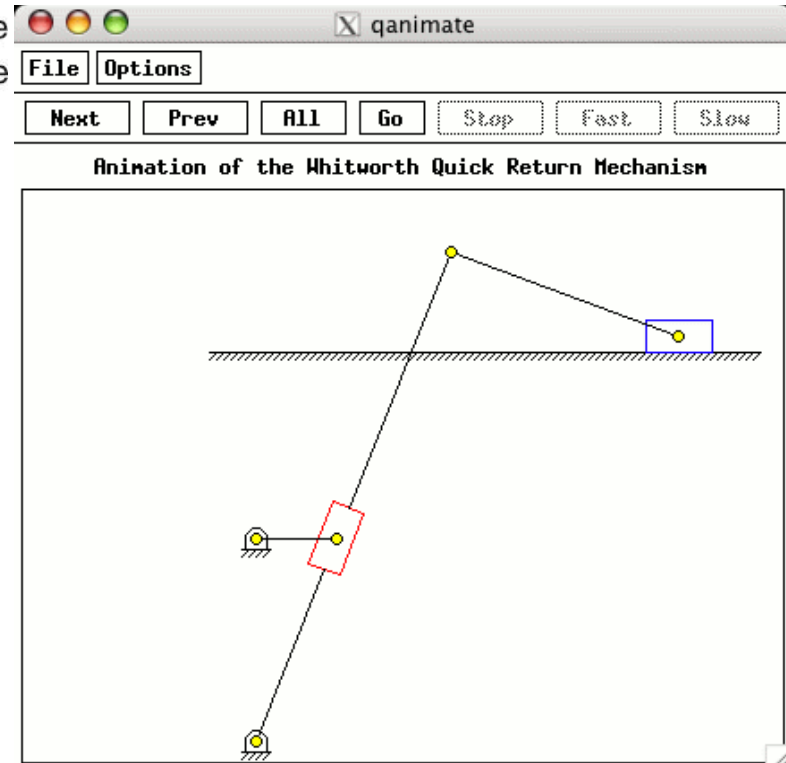 qanimate
File Options
Next Prev All Go Stop Fast Slow
Animation of the Whitworth Quick Return Mechanism